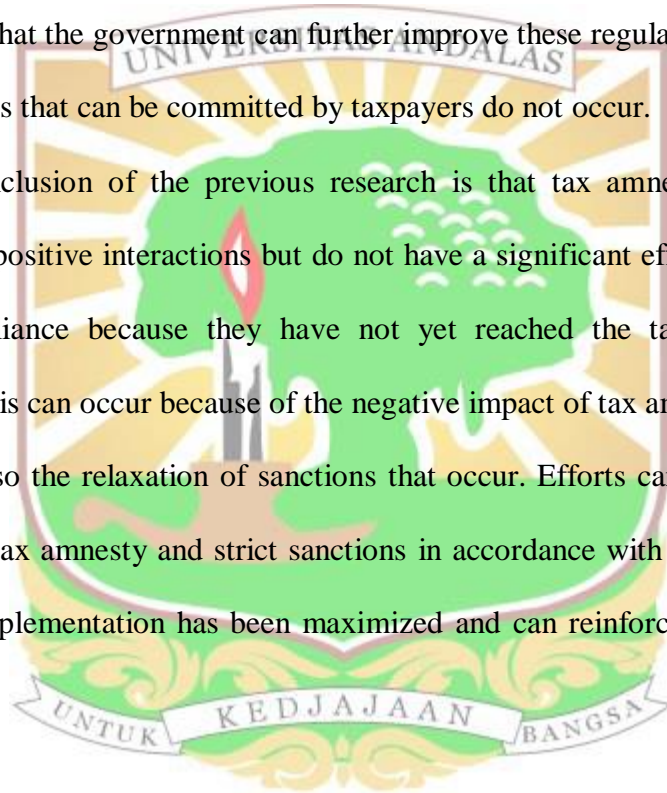 hat the government can further improve these regula
UNIVERSITAS ANDALAS
s that can be committed by taxpayers do not occur.
clusion of the previous research is that tax amne
positive interactions but do not have a significant eff
liance because they have not yet reached the ta
is can occur because of the negative impact of tax an
so the relaxation of sanctions that occur. Efforts ca
tax amnesty and strict sanctions in accordance with
plementation has been maximized and can reinforc
UNTUK KEDJAJAAN BANGSA